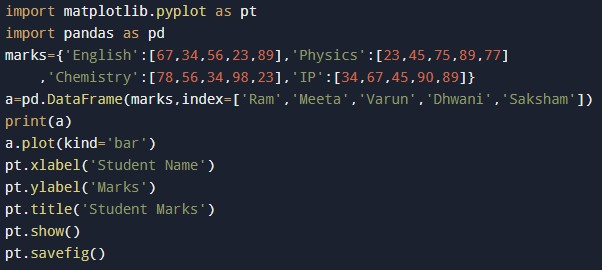 import matplotlib.pyplot as pt
import pandas as pd
marks={'English':[67,34,56,23,89],'Physics':[23,45,75,89,77]
    ,'Chemistry':[78,56,34,98,23],'IP':[34,67,45,90,89]}
a=pd.DataFrame(marks,index=['Ram','Meeta','Varun','Dhwani','Saksham'])
print(a)
a.plot(kind='bar')
pt.xlabel('Student Name')
pt.ylabel('Marks')
pt.title('Student Marks')
pt.show()
pt.savefig()